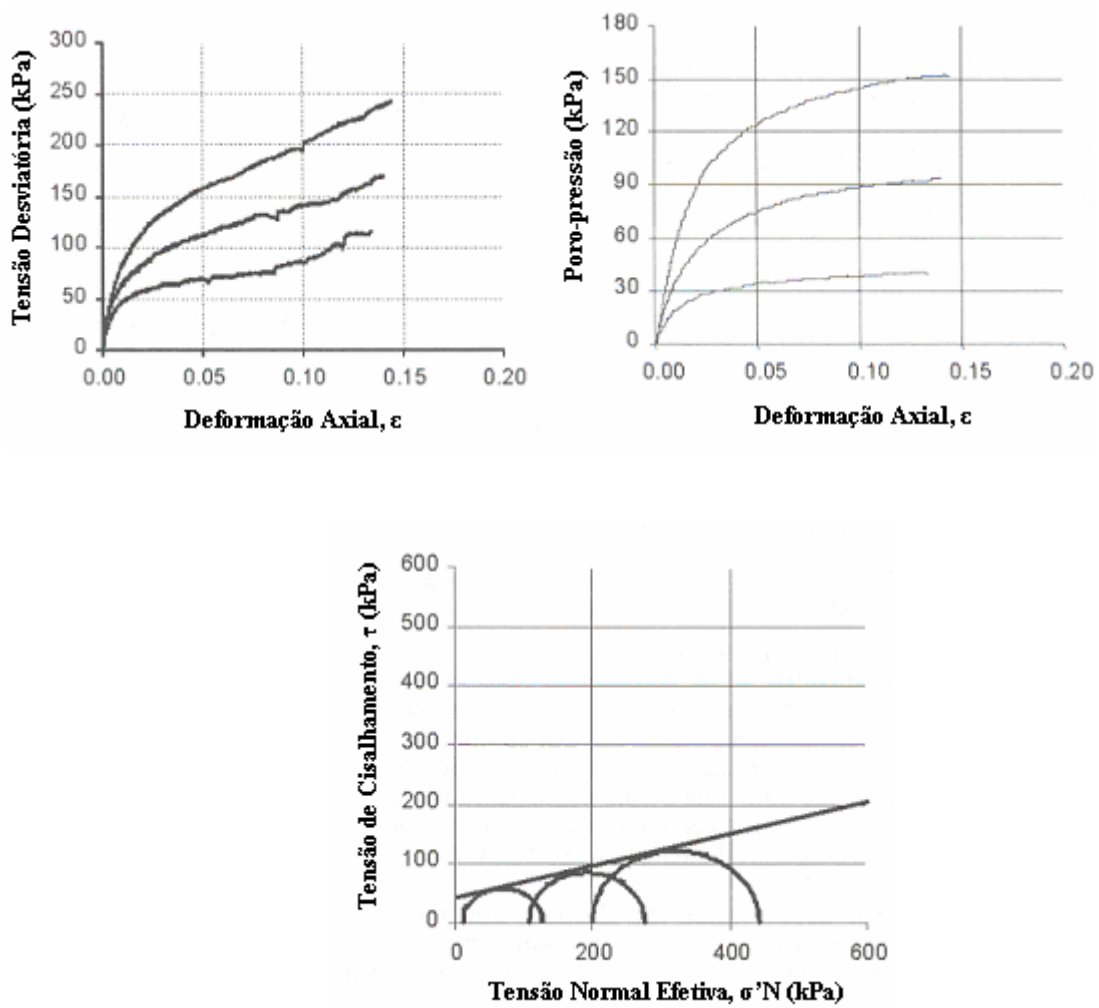 Tensão Desviatória (kPa)
300
250
200
150
100
50
0
0.00 0.05 0.10 0.15 0.20
Deformação Axial, ε
Poro-pressão (kPa)
180
150
120
90
60
30
0
0.00 0.05 0.10 0.15 0.20
Deformação Axial, ε
Tensão de Cisalhamento, τ (kPa)
600
500
400
300
200
100
0
0 200 400 600
Tensão Normal Efetiva, σ’N (kPa)